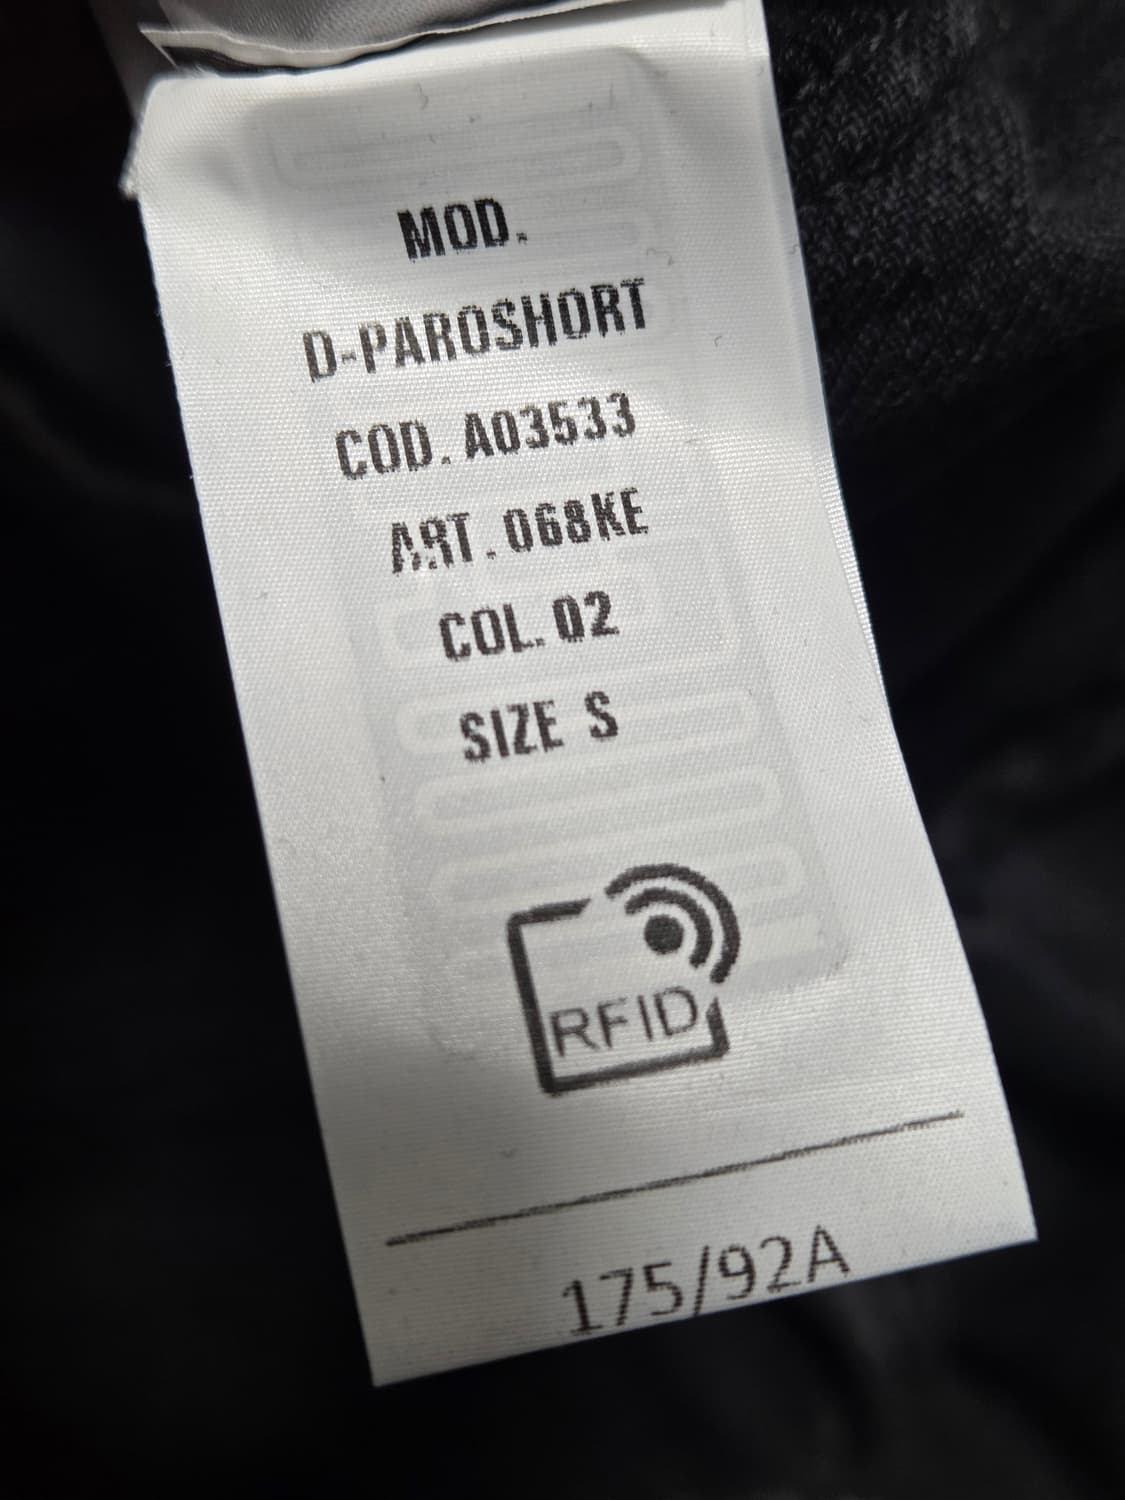 MOD.
D-PAROSHORT
COD. A03533
ART. 068KE
COL. 02
SIZE S
RFID
175/92A